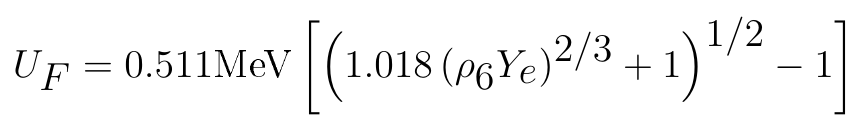 U_F = 0.511MeV [ ( 1.018 (ρ_6 Y_e)^{2/3} + 1 )^{1/2} − 1 ]